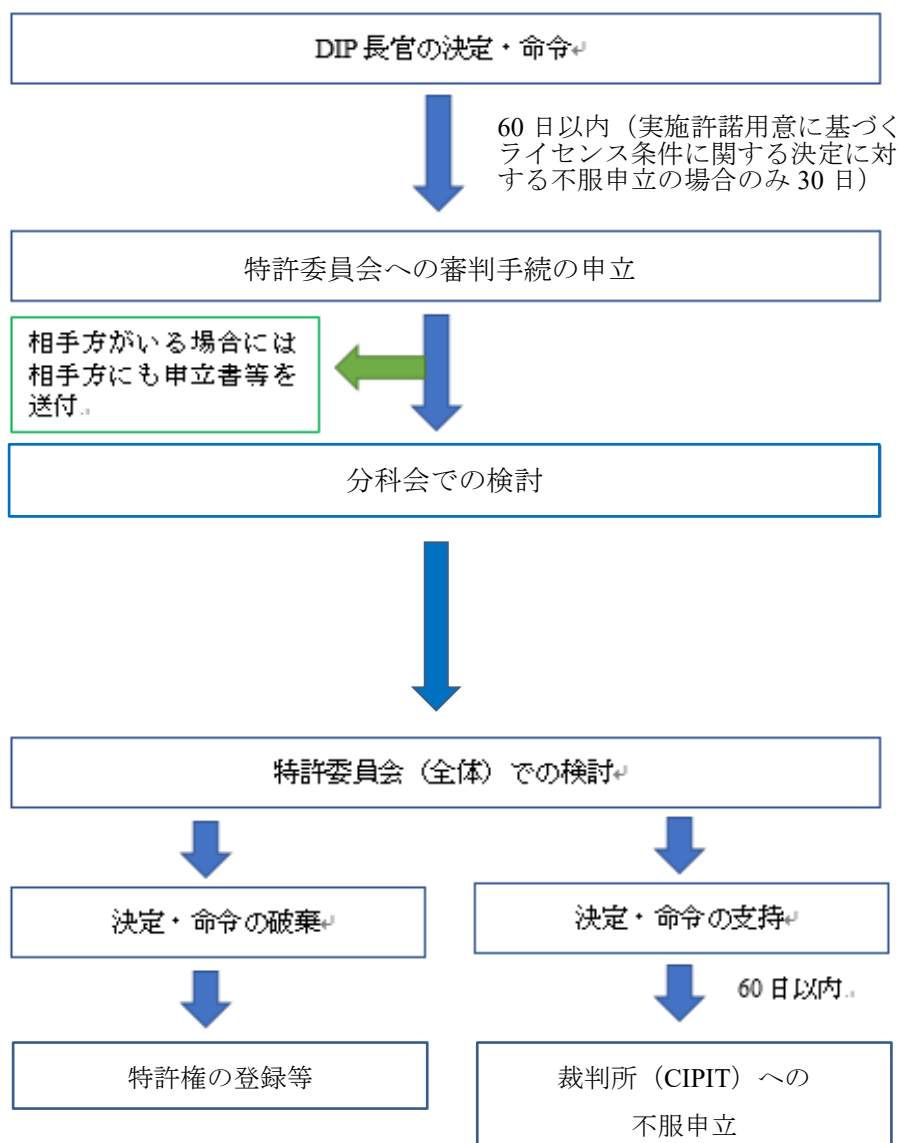 DIP 長官の決定・命令↵
60 日以内（実施許諾用意に基づく
ライセンス条件に関する決定に対
する不服申立の場合のみ 30 日）
特許委員会への審判手続の申立
相手方がいる場合には
相手方にも申立書等を
送付
分科会での検討
特許委員会（全体）での検討↵
決定・命令の破棄↵
決定・命令の支持↵
60 日以内
特許権の登録等
裁判所（CIPIT）への
不服申立